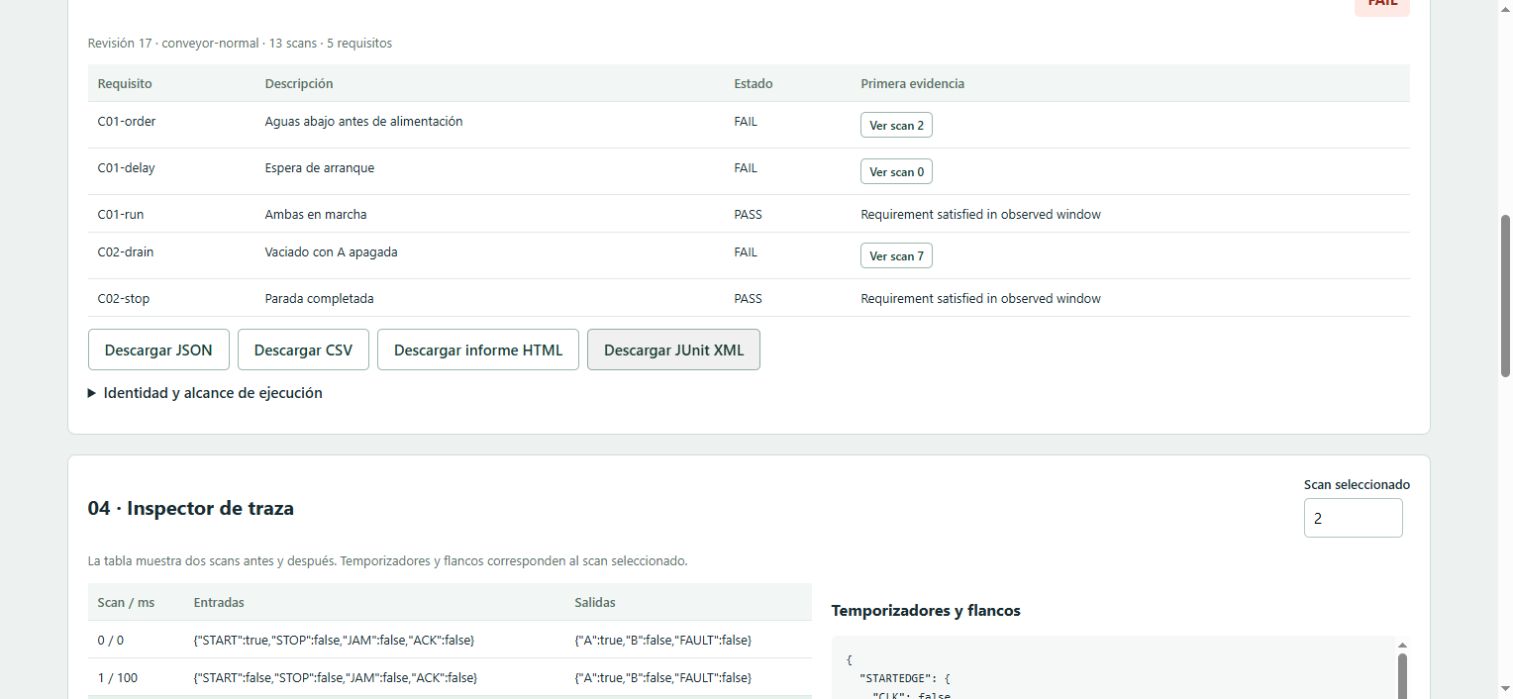 FAIL
Revisión 17 · conveyor-normal · 13 scans · 5 requisitos
Requisito Descripción Estado Primera evidencia
C01-order Aguas abajo antes de alimentación FAIL Ver scan 2
C01-delay Espera de arranque FAIL Ver scan 0
C01-run Ambas en marcha PASS Requirement satisfied in observed window
C02-drain Vaciado con A apagada FAIL Ver scan 7
C02-stop Parada completada PASS Requirement satisfied in observed window
Descargar JSON Descargar CSV Descargar informe HTML Descargar JUnit XML
▶ Identidad y alcance de ejecución
Scan seleccionado
04 · Inspector de traza
2
La tabla muestra dos scans antes y después. Temporizadores y flancos corresponden al scan seleccionado.
Scan / ms Entradas Salidas
Temporizadores y flancos
0 / 0 {"START":true,"STOP":false,"JAM":false,"ACK":false} {"A":true,"B":false,"FAULT":false}
{
1 / 100 {"START":false,"STOP":false,"JAM":false,"ACK":false} {"A":true,"B":false,"FAULT":false}
"STARTEDGE": {
"CLK": false